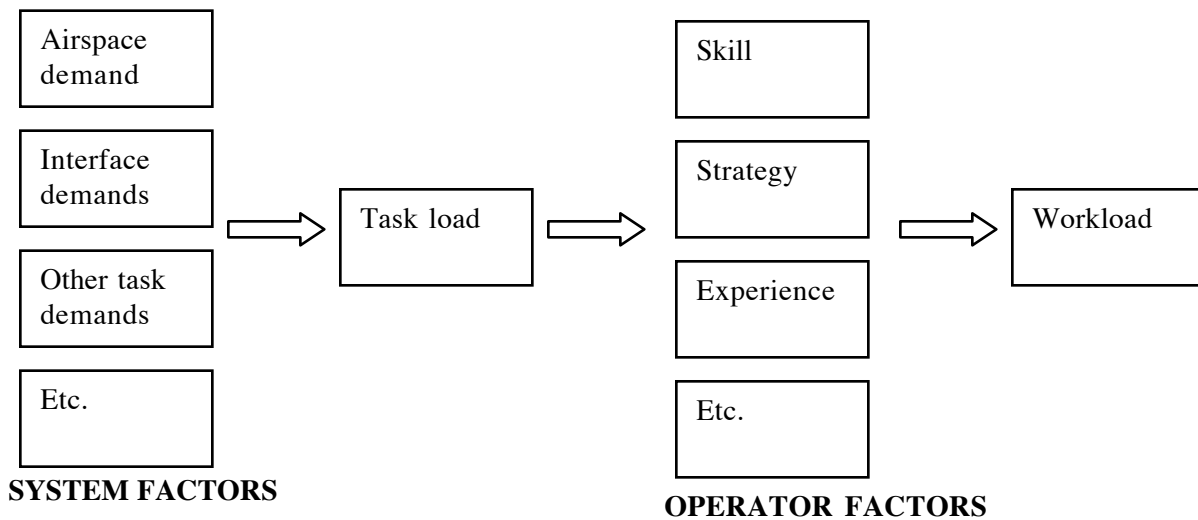 Airspace
demand
Interface
demands
Other task
demands
Etc.
SYSTEM FACTORS
Task load
Skill
Strategy
Experience
Etc.
OPERATOR FACTORS
Workload